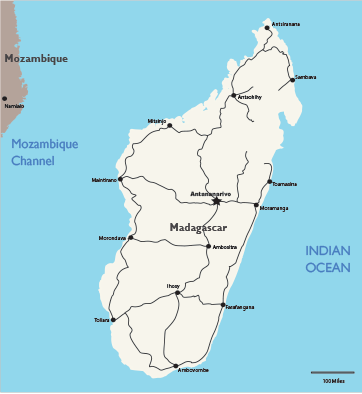 Antsiranana
Mozambique
Sambava
Antsohihy
Namialo
Mitsinjo
Mozambique
Channel
Maintirano
Toamasina
Antananarivo
Moramanga
Madagascar
Morondava
Ambositra
INDIAN
OCEAN
Ihosy
Farafangana
Toliara
Ambovombe
100 Miles